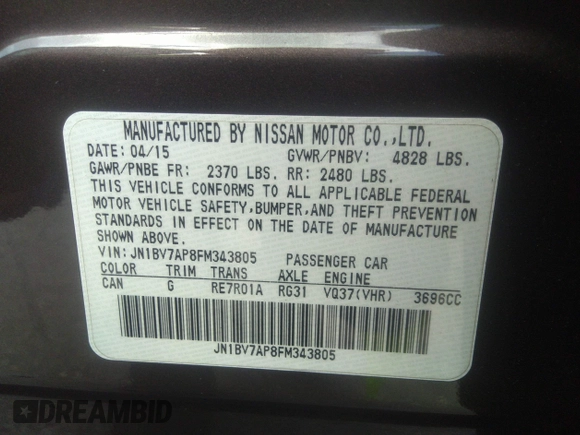 MANUFACTURED BY NISSAN MOTOR CO.,LTD.
DATE: 04/15 GVWR/PNBV: 4828 LBS.
GAWR/PNBE FR: 2370 LBS. RR: 2480 LBS.
THIS VEHICLE CONFORMS TO ALL APPLICABLE FEDERAL
MOTOR VEHICLE SAFETY,BUMPER,AND THEFT PREVENTION
STANDARDS IN EFFECT ON THE DATE OF MANUFACTURE
SHOWN ABOVE.
VIN:JN1BV7AP8FM343805 PASSENGER CAR
COLOR TRIM TRANS AXLE ENGINE
CAN G RE7R01A RG31 VQ37(VHR) 3696CC
JN1BV7AP8FM343805
DREAMBID